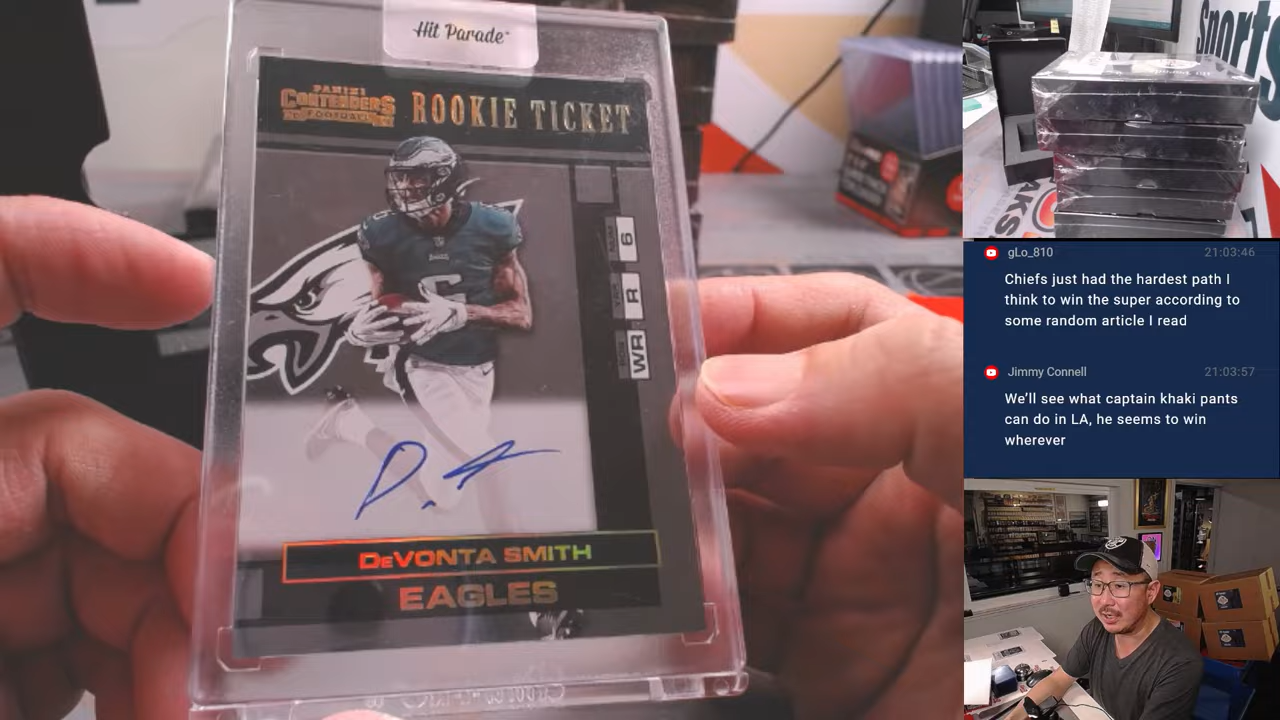 Hit Parade
PANINI
CONTENDERS
FOOTBALL
ROOKIE TICKET
6
R
WR
DeVONTA SMITH
EAGLES
Sports
AKS
gLo_810 21:03:46
Chiefs just had the hardest path I
think to win the super according to
some random article I read
Jimmy Connell 21:03:57
We'll see what captain khaki pants
can do in LA, he seems to win
wherever